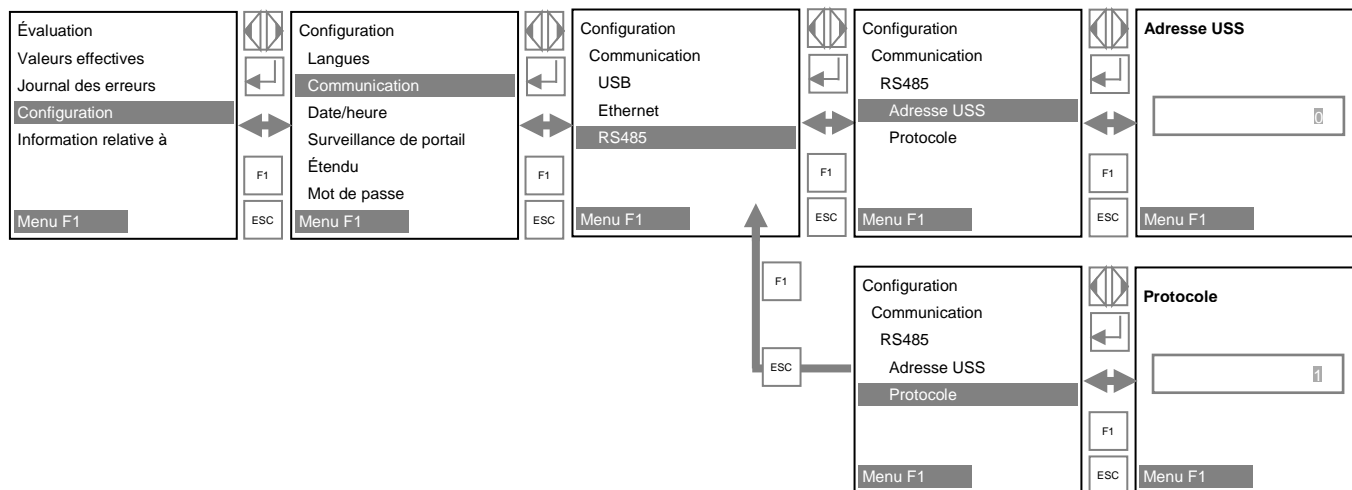 Évaluation
Valeurs effectives
Journal des erreurs
Configuration
Information relative à
Menu F1
F1
ESC
Configuration
Langues
Communication
Date/heure
Surveillance de portail
Étendu
Mot de passe
Menu F1
F1
ESC
Configuration
Communication
USB
Ethernet
RS485
Menu F1
F1
ESC
Configuration
Communication
RS485
Adresse USS
Protocole
Menu F1
F1
ESC
Adresse USS
0
Menu F1
F1
ESC
Configuration
Communication
RS485
Adresse USS
Protocole
Menu F1
F1
ESC
Protocole
1
Menu F1